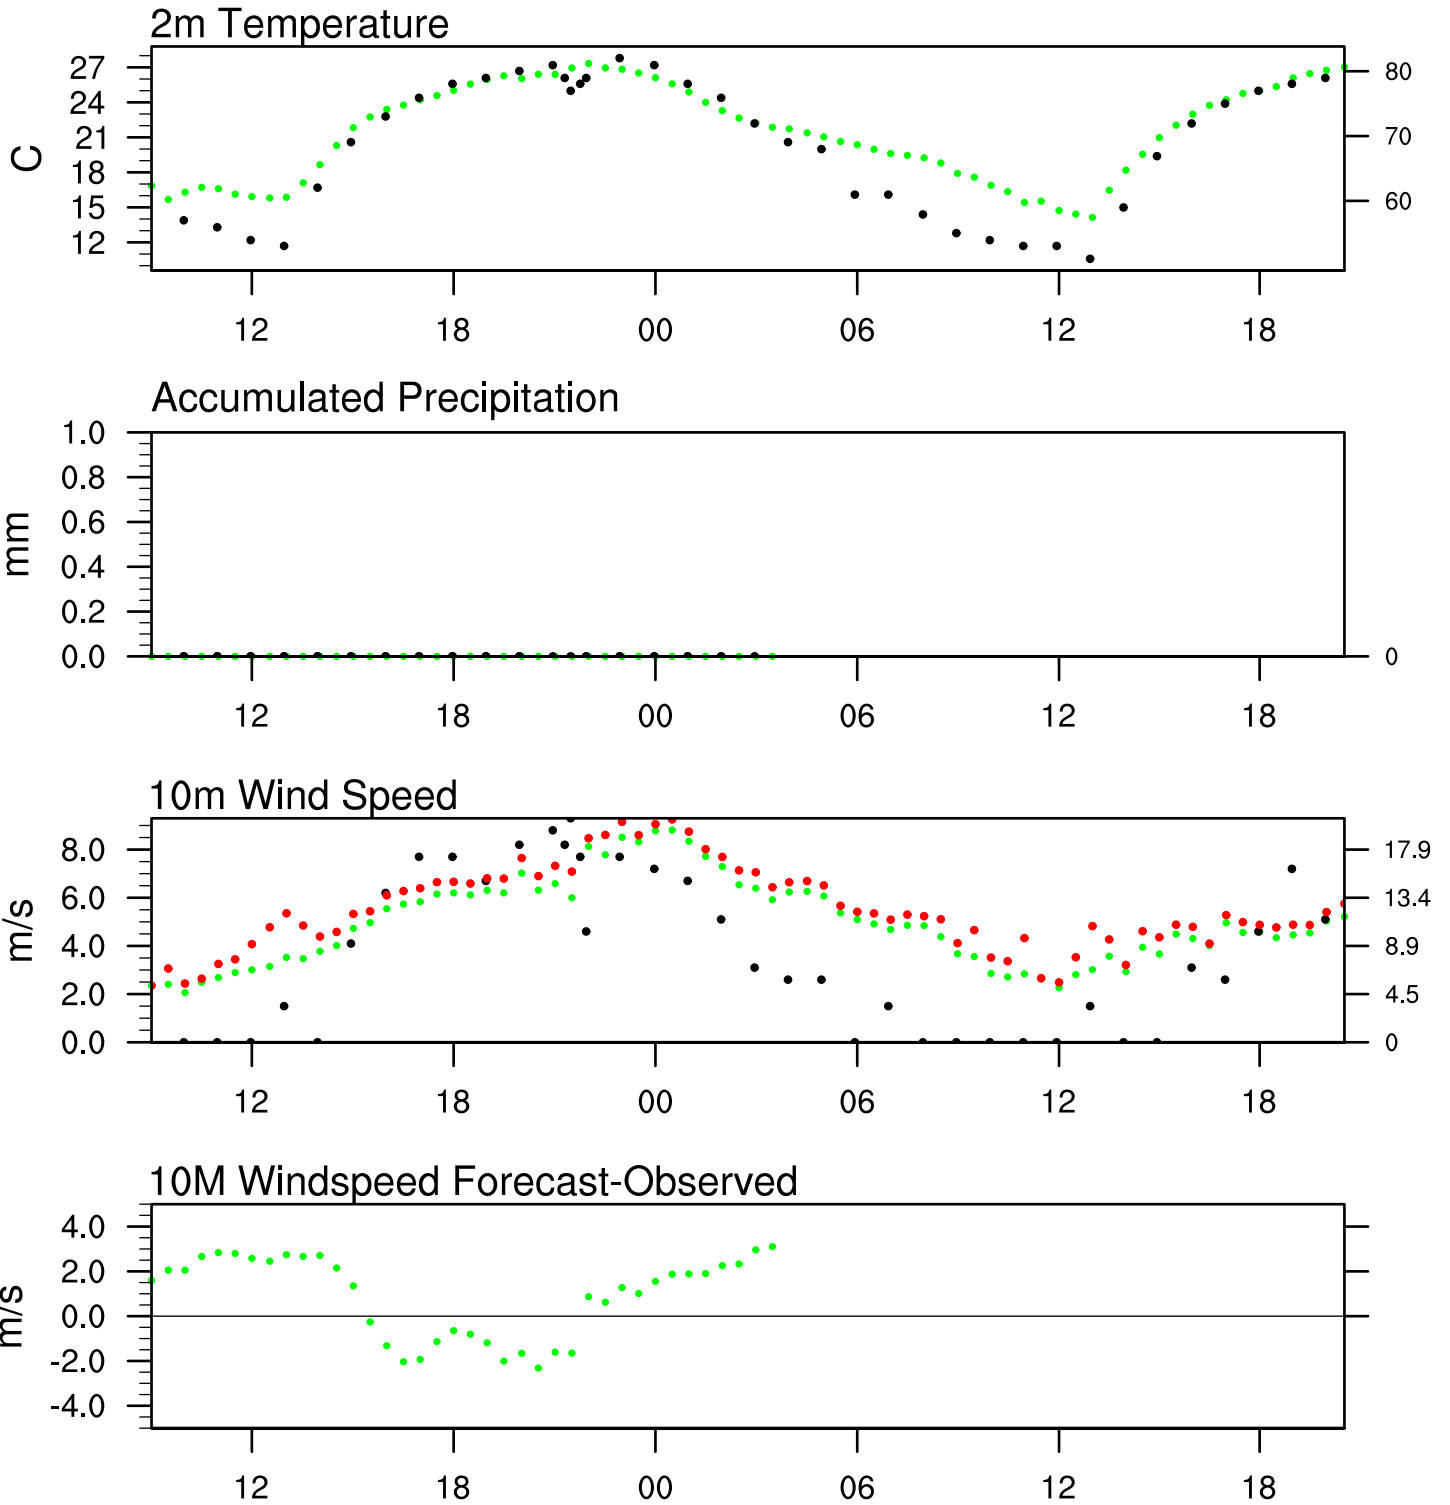 2m Temperature
C
27
24
21
18
15
12
80
70
60
12 18 00 06 12 18
Accumulated Precipitation
mm
1.0
0.8
0.6
0.4
0.2
0.0
0
12 18 00 06 12 18
10m Wind Speed
m/s
8.0
6.0
4.0
2.0
0.0
17.9
13.4
8.9
4.5
0
12 18 00 06 12 18
10M Windspeed Forecast-Observed
m/s
4.0
2.0
0.0
-2.0
-4.0
12 18 00 06 12 18